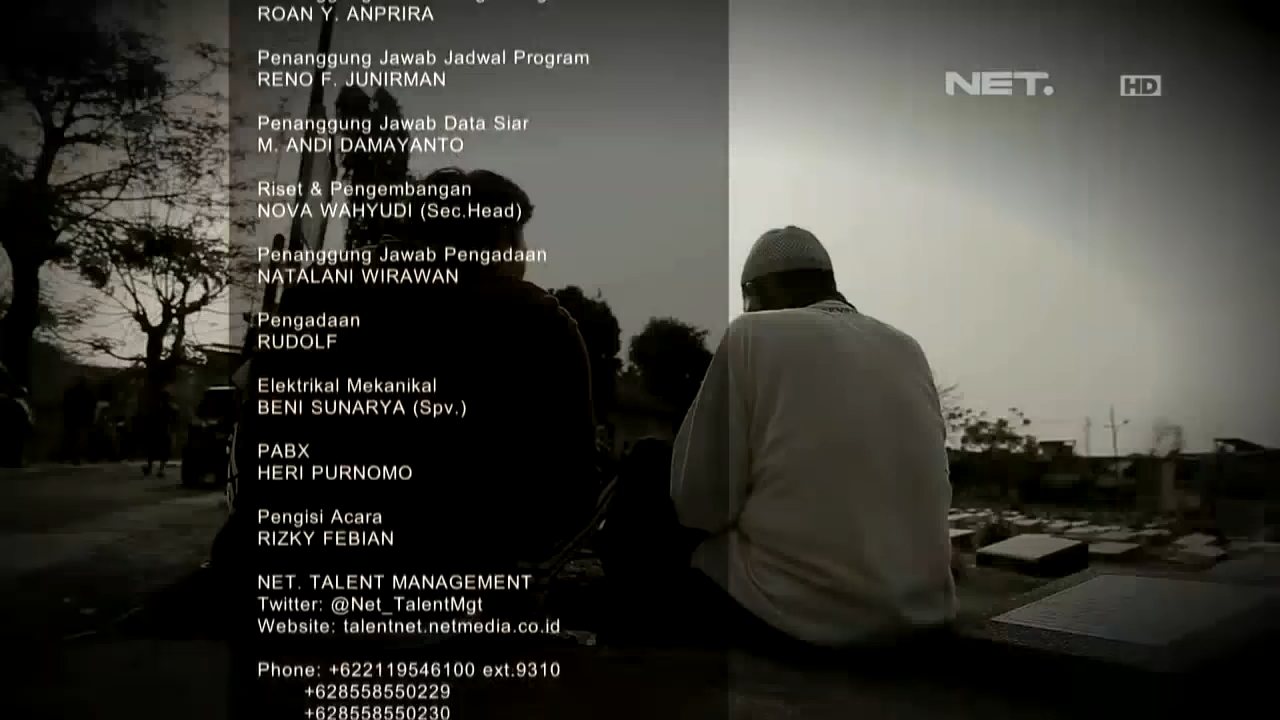 ROAN Y. ANPRIRA
Penanggung Jawab Jadwal Program
RENO F. JUNIRMAN
Penanggung Jawab Data Siar
M. ANDI DAMAYANTO
Riset & Pengembangan
NOVA WAHYUDI (Sec.Head)
Penanggung Jawab Pengadaan
NATALANI WIRAWAN
Pengadaan
RUDOLF
Elektrikal Mekanikal
BENI SUNARYA (Spv.)
PABX
HERI PURNOMO
Pengisi Acara
RIZKY FEBIAN
NET. TALENT MANAGEMENT
Twitter: @Net_TalentMgt
Website: talentnet.netmedia.co.id
Phone: +622119546100 ext.9310
+628558550229
+628558550230
NET.
HD